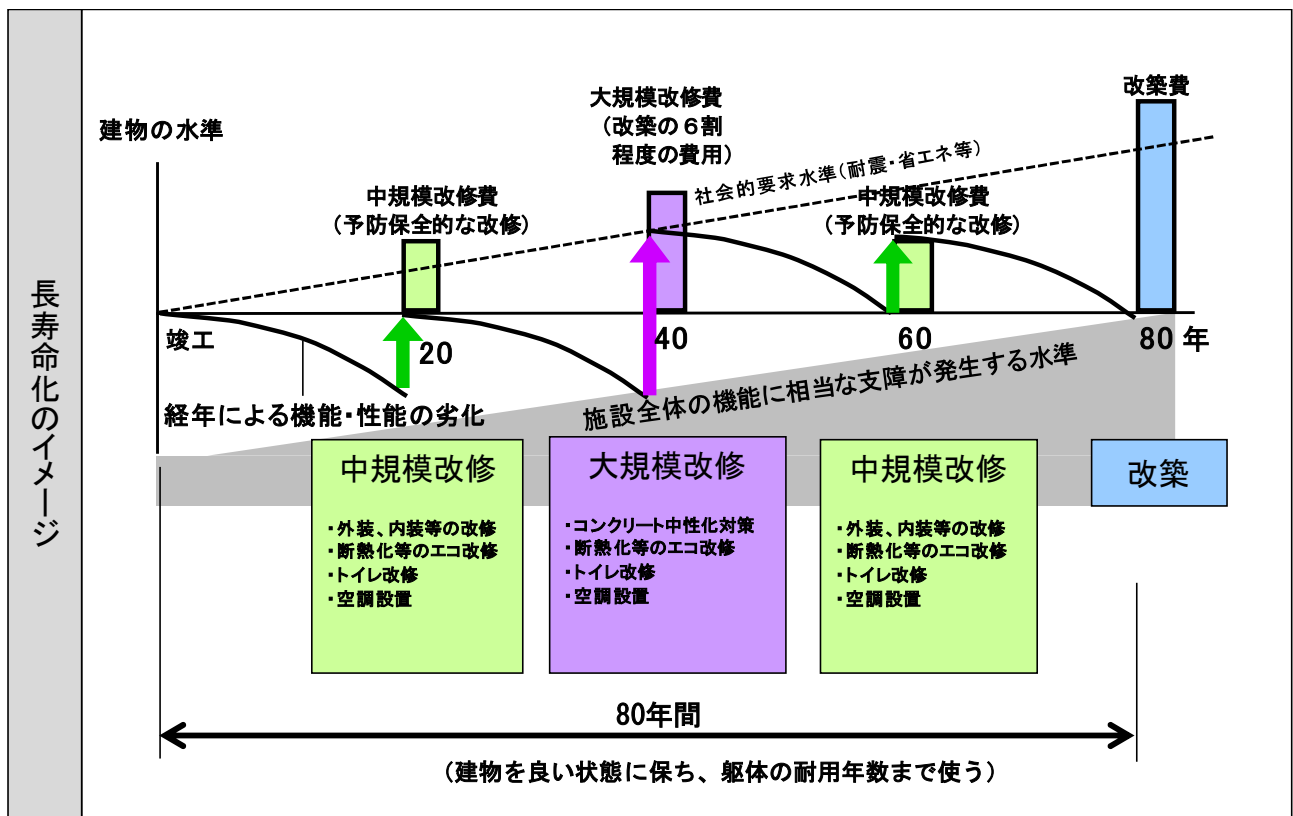 長寿命化のイメージ
建物の水準
中規模改修費
（予防保全的な改修）
大規模改修費
（改築の６割
程度の費用）
社会的要求水準（耐震・省エネ等）
中規模改修費
（予防保全的な改修）
改築費
竣工
20
40
60
80 年
経年による機能・性能の劣化
施設全体の機能に相当な支障が発生する水準
中規模改修
・外装、内装等の改修
・断熱化等のエコ改修
・トイレ改修
・空調設置
大規模改修
・コンクリート中性化対策
・断熱化等のエコ改修
・トイレ改修
・空調設置
中規模改修
・外装、内装等の改修
・断熱化等のエコ改修
・トイレ改修
・空調設置
改築
80年間
（建物を良い状態に保ち、躯体の耐用年数まで使う）